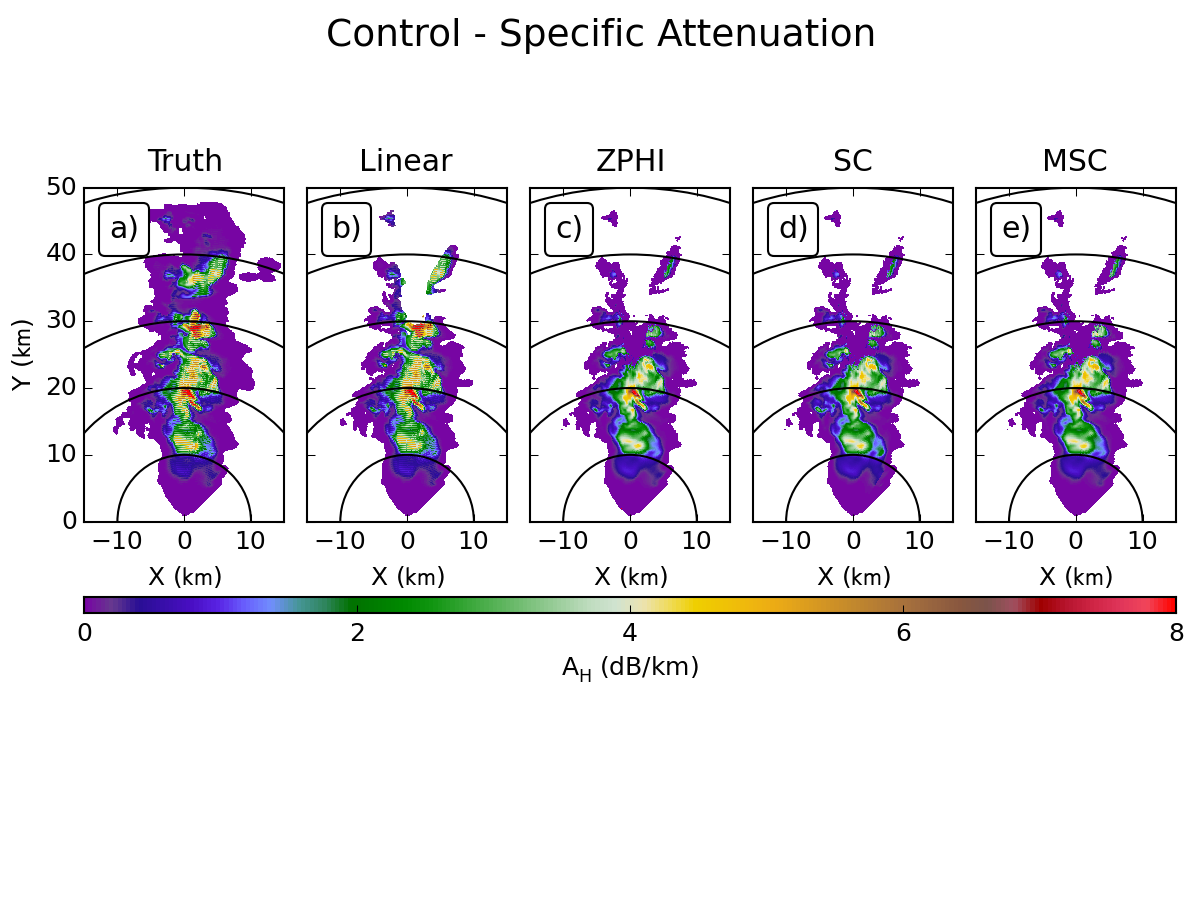 Control - Specific Attenuation
Truth Linear ZPHI SC MSC
a) b) c) d) e)
50
40
30
20
10
0
Y (km)
−10 0 10 −10 0 10 −10 0 10 −10 0 10 −10 0 10
X (km) X (km) X (km) X (km) X (km)
0 2 4 6 8
A_H (dB/km)